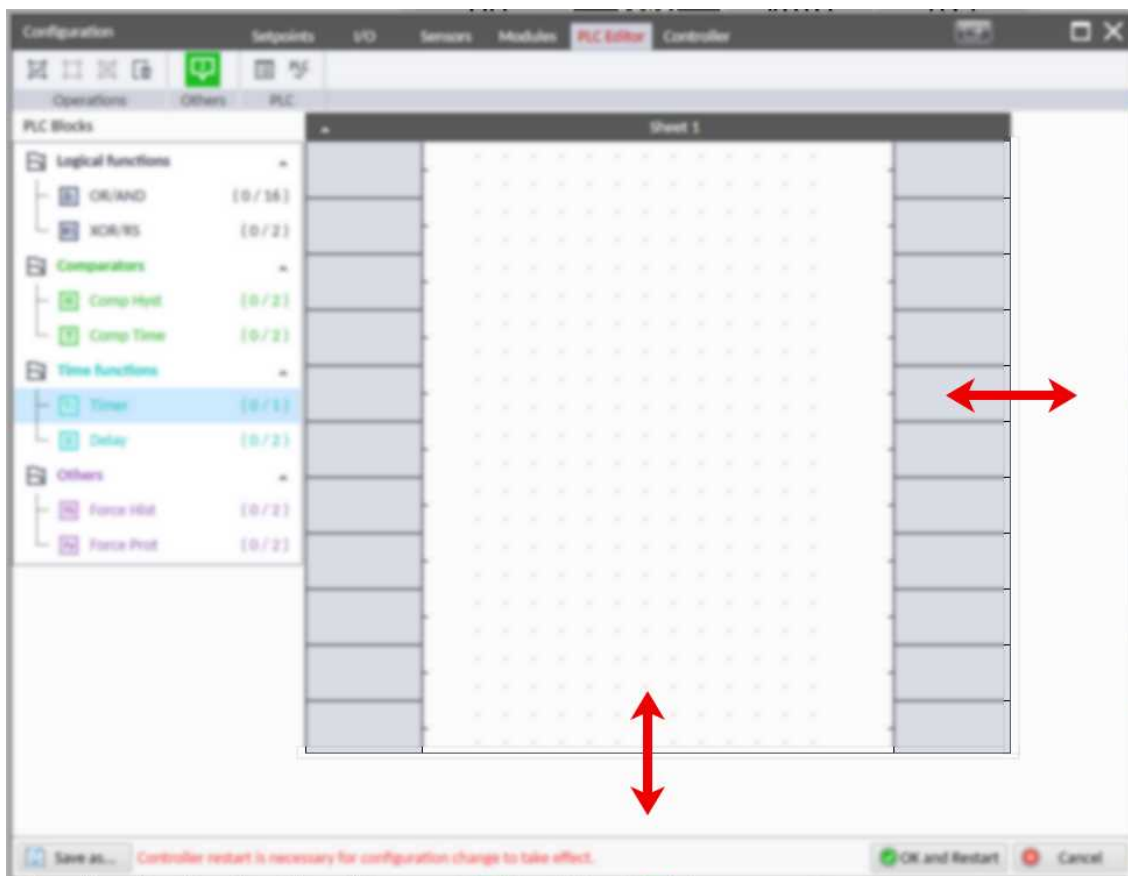 Configuration
Setpoints I/O Sensors Modules PLC Editor Controller
Operations Others PLC
PLC Blocks
Sheet 1
Logical functions
OR/AND [0/16]
XOR/RS [0/2]
Comparators
Comp Hyst [0/2]
Comp Time [0/2]
Time functions
Timer [0/1]
Delay [0/2]
Others
Force Hist [0/2]
Force Prot [0/2]
Save as... Controller restart is necessary for configuration change to take effect. OK and Restart Cancel